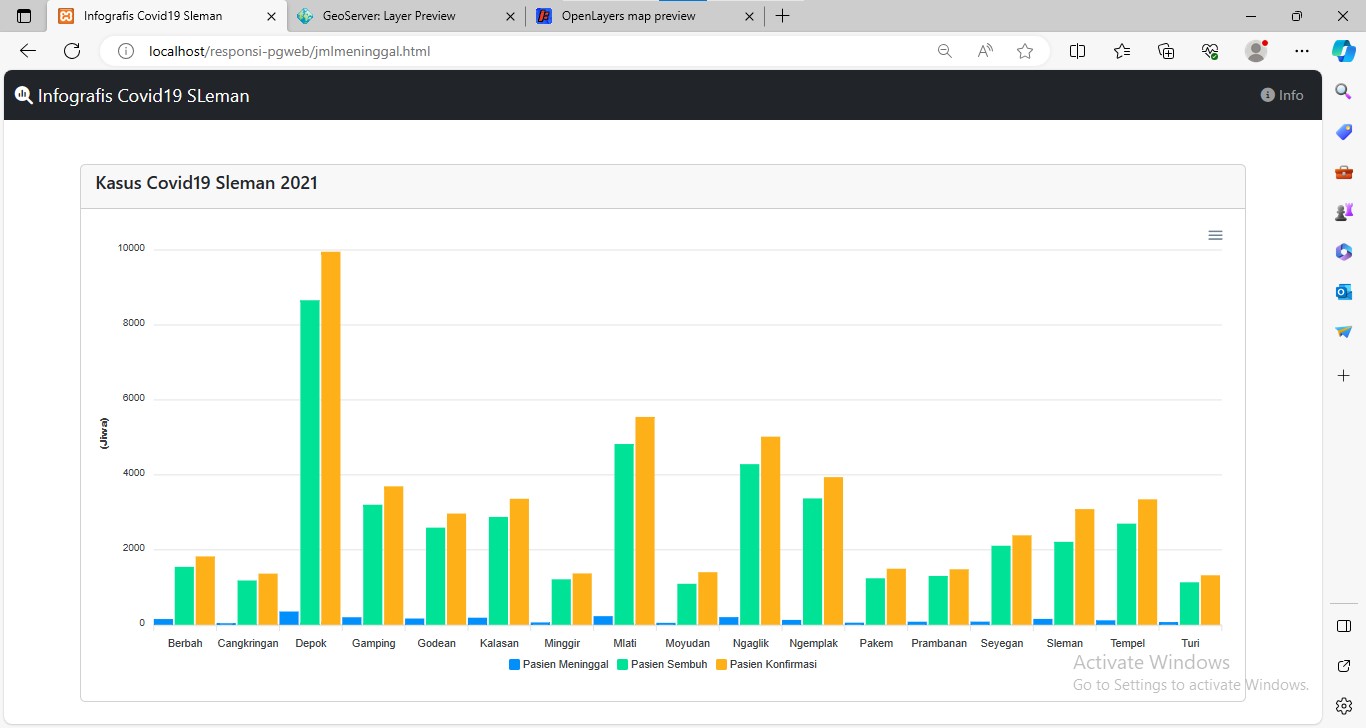 Infografis Covid19 Sleman
GeoServer: Layer Preview
OpenLayers map preview
localhost/responsi-pgweb/jmlmeninggal.html
Infografis Covid19 SLeman
Info
Kasus Covid19 Sleman 2021
10000
8000
6000
4000
2000
0
(Jiwa)
Berbah Cangkringan Depok Gamping Godean Kalasan Minggir Mlati Moyudan Ngaglik Ngemplak Pakem Prambanan Seyegan Sleman Tempel Turi
Pasien Meninggal Pasien Sembuh Pasien Konfirmasi
Activate Windows
Go to Settings to activate Windows.